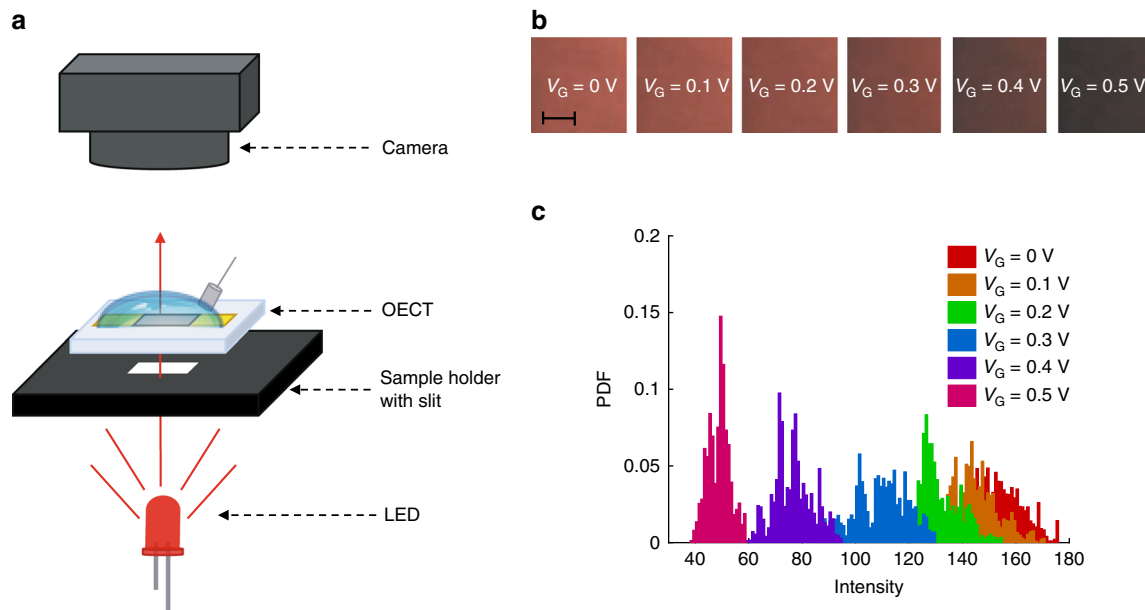 a
Camera
OECT
Sample holder
with slit
LED
b
V_G = 0 V
V_G = 0.1 V
V_G = 0.2 V
V_G = 0.3 V
V_G = 0.4 V
V_G = 0.5 V
c
PDF
0.2
0.15
0.1
0.05
0
40
60
80
100
120
140
160
180
Intensity
V_G = 0 V
V_G = 0.1 V
V_G = 0.2 V
V_G = 0.3 V
V_G = 0.4 V
V_G = 0.5 V